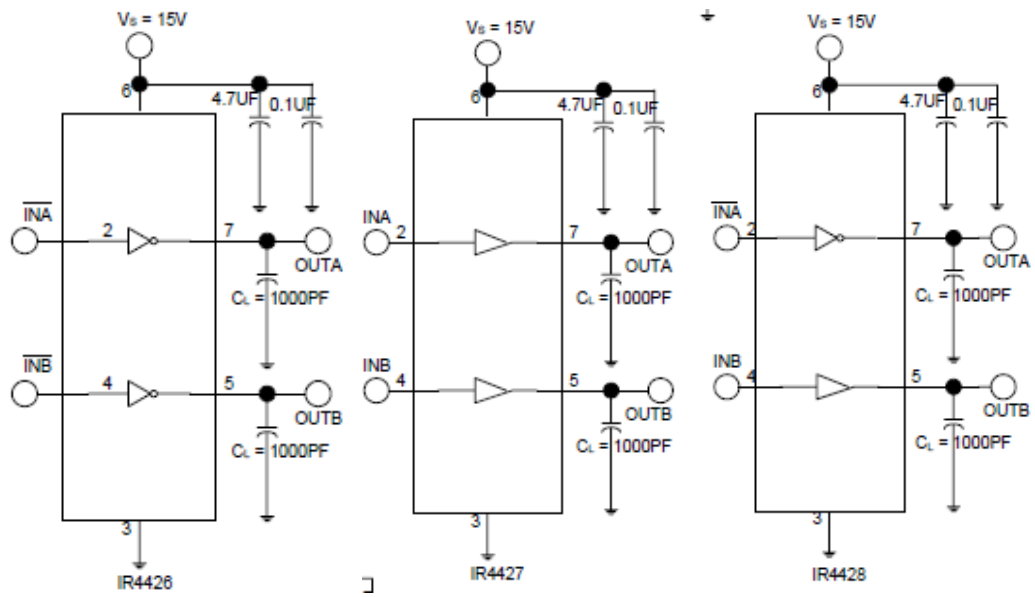 Vs = 15V
6
4.7UF 0.1UF
INA
2
7
OUTA
CL = 1000PF
INB
4
5
OUTB
CL = 1000PF
3
IR4426
Vs = 15V
6
4.7UF 0.1UF
INA
2
7
OUTA
CL = 1000PF
INB
4
5
OUTB
CL = 1000PF
3
IR4427
Vs = 15V
6
4.7UF 0.1UF
INA
2
7
OUTA
CL = 1000PF
INB
4
5
OUTB
CL = 1000PF
3
IR4428